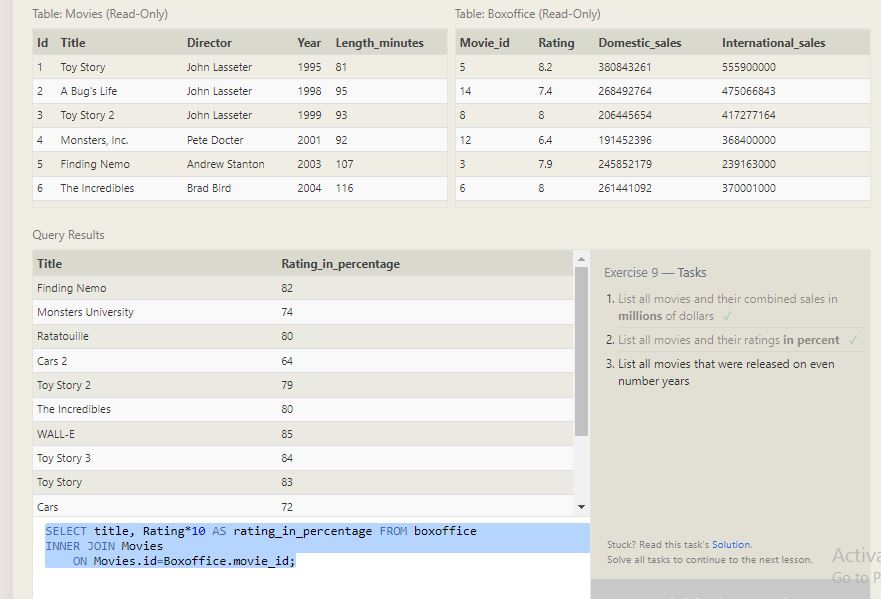 Table: Movies (Read-Only) Table: Boxoffice (Read-Only)
Id Title Director Year Length_minutes
1 Toy Story John Lasseter 1995 81
2 A Bug's Life John Lasseter 1998 95
3 Toy Story 2 John Lasseter 1999 93
4 Monsters, Inc. Pete Docter 2001 92
5 Finding Nemo Andrew Stanton 2003 107
6 The Incredibles Brad Bird 2004 116
Movie_id Rating Domestic_sales International_sales
5 8.2 380843261 555900000
14 7.4 268492764 475066843
8 8 206445654 417277164
12 6.4 191452396 368400000
3 7.9 245852179 239163000
6 8 261441092 370001000
Query Results
Title Rating_in_percentage
Finding Nemo 82
Monsters University 74
Ratatouille 80
Cars 2 64
Toy Story 2 79
The Incredibles 80
WALL-E 85
Toy Story 3 84
Toy Story 83
Cars 72
SELECT title, Rating*10 AS rating_in_percentage FROM boxoffice
INNER JOIN Movies
ON Movies.id=Boxoffice.movie_id;
Exercise 9 — Tasks
1. List all movies and their combined sales in
millions of dollars ✓
2. List all movies and their ratings in percent ✓
3. List all movies that were released on even
number years
Stuck? Read this task's Solution.
Solve all tasks to continue to the next lesson.